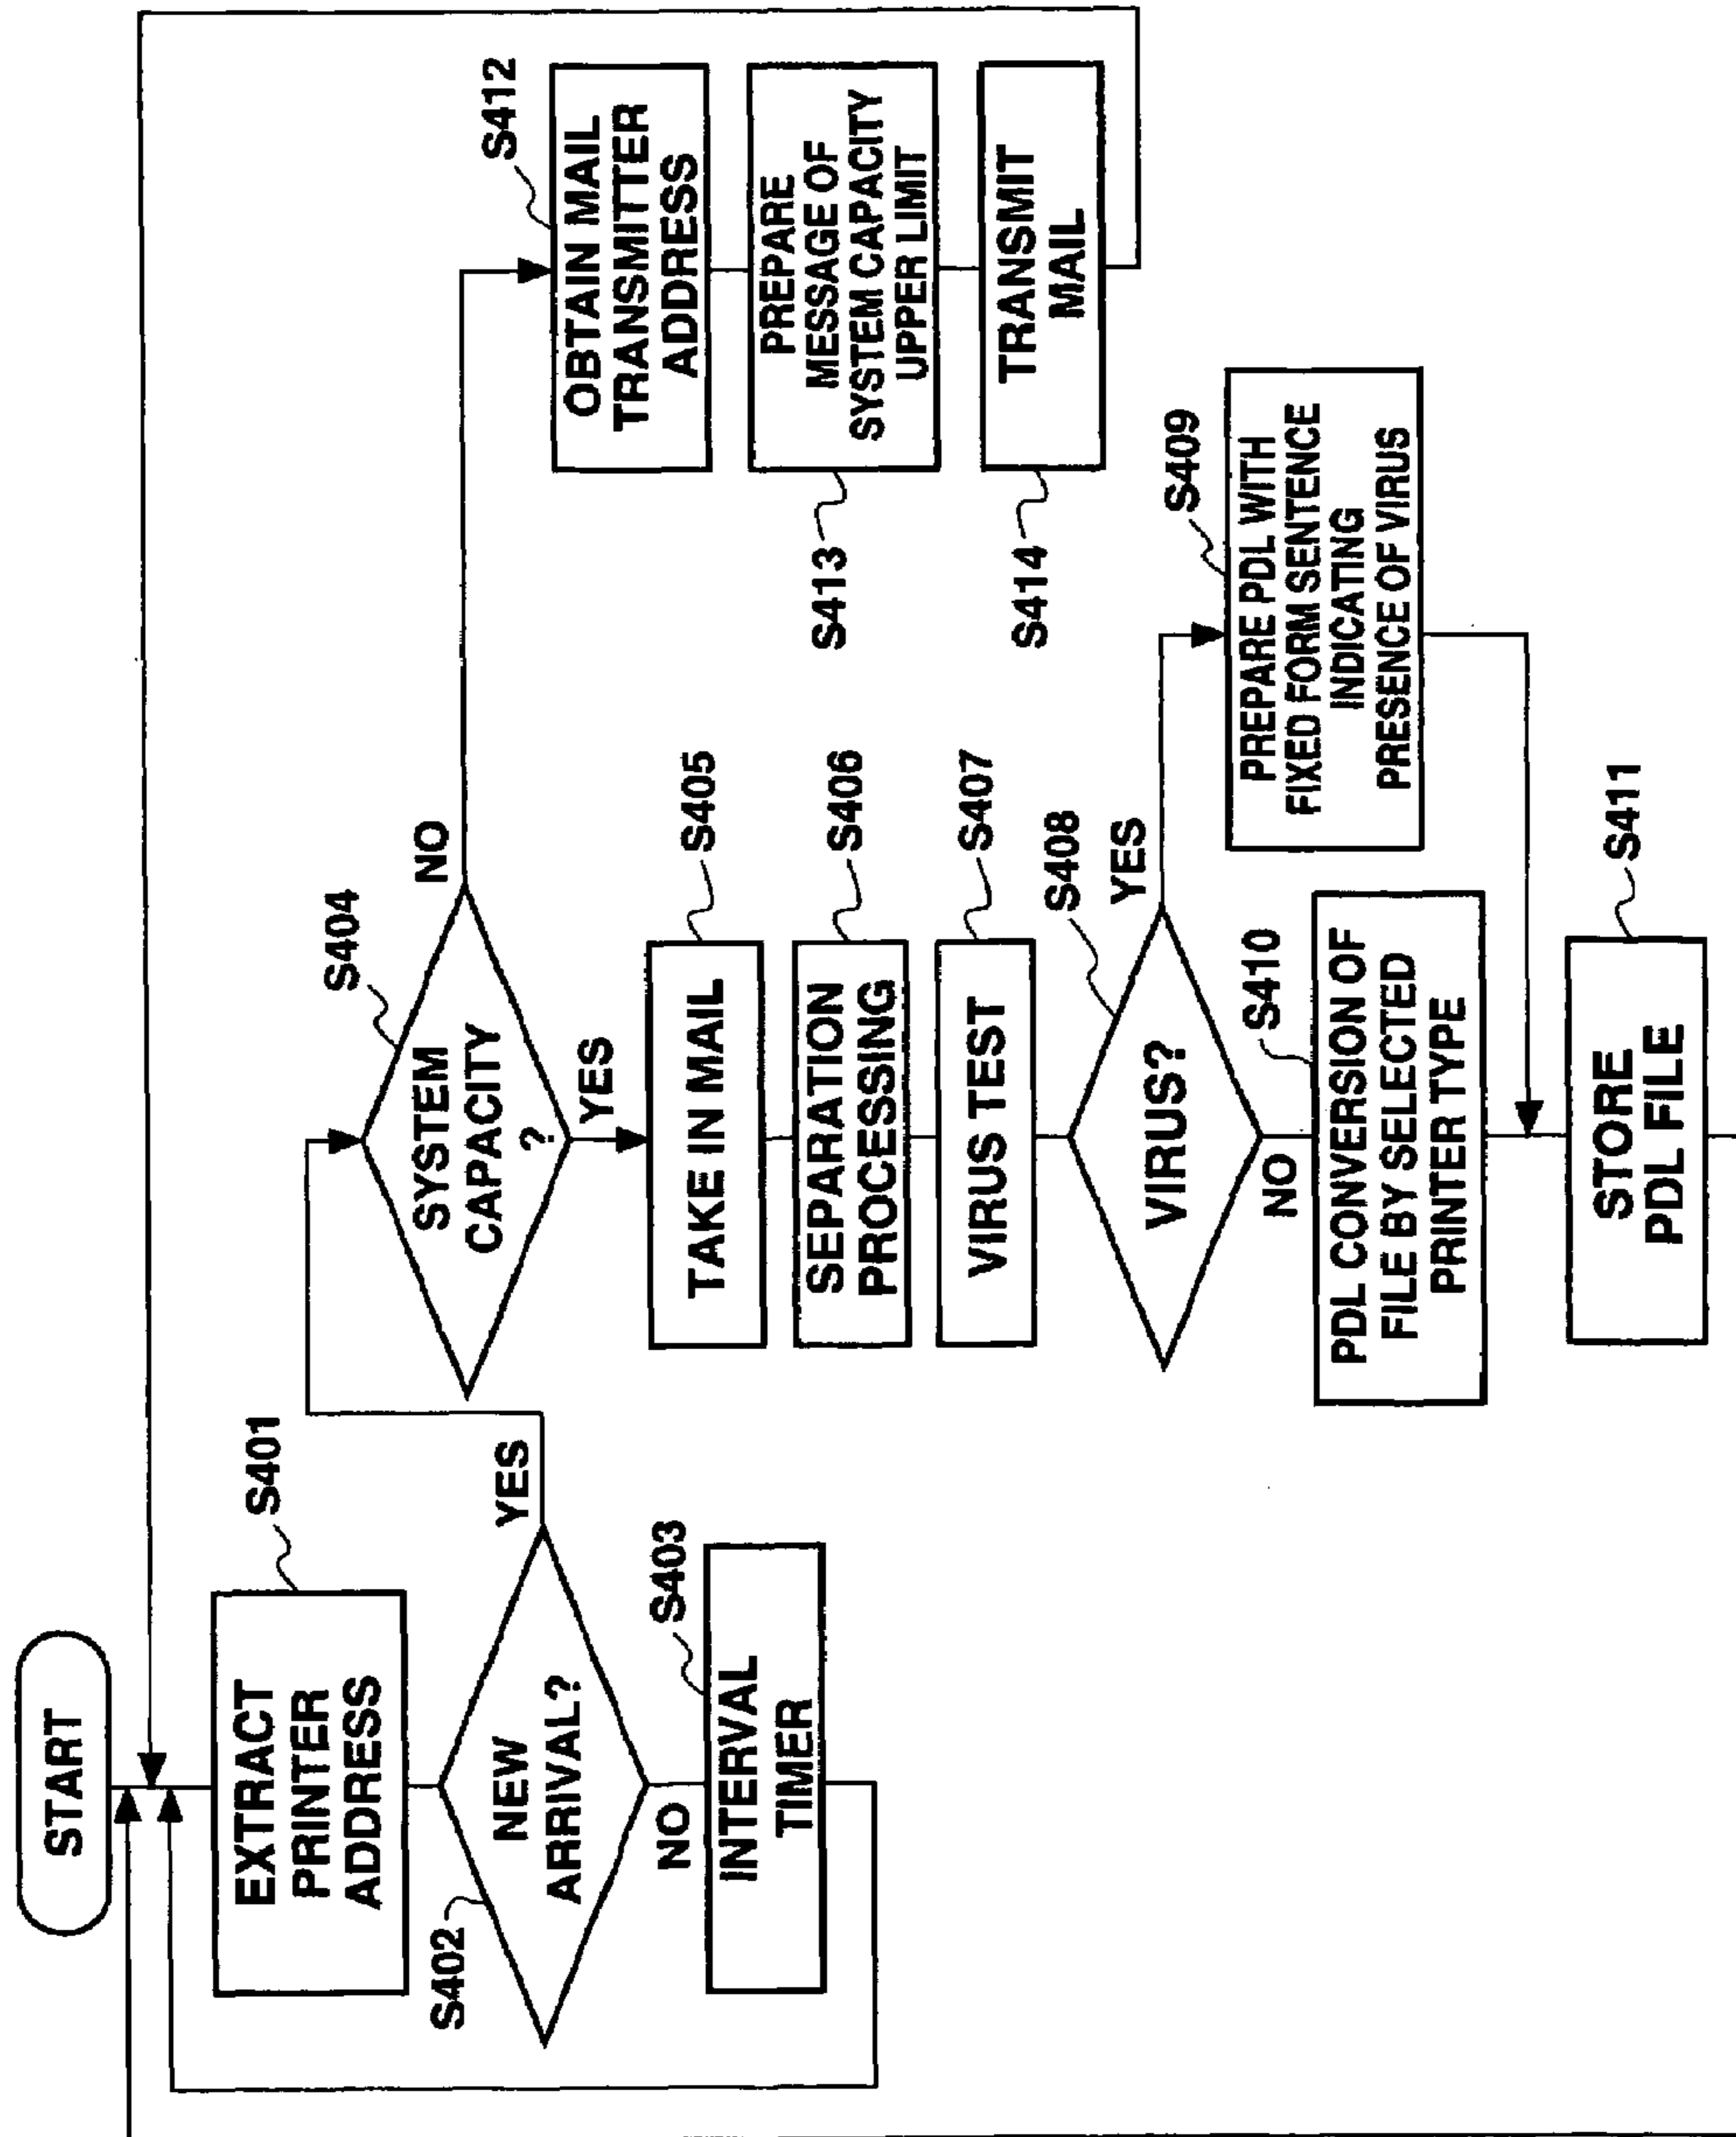 START
S401
EXTRACT
PRINTER
ADDRESS
S402
NEW
ARRIVAL?
YES
NO
S403
INTERVAL
TIMER
S404
SYSTEM
CAPACITY
?
NO
YES
S405
TAKE IN MAIL
S406
SEPARATION
PROCESSING
S407
VIRUS TEST
S408
VIRUS?
YES
NO
S409
PREPARE PDL WITH
FIXED FORM SENTENCE
INDICATING
PRESENCE OF VIRUS
S410
PDL CONVERSION OF
FILE BY SELECTED
PRINTER TYPE
S411
STORE
PDL FILE
S412
OBTAIN MAIL
TRANSMITTER
ADDRESS
S413
PREPARE
MESSAGE OF
SYSTEM CAPACITY
UPPER LIMIT
S414
TRANSMIT
MAIL